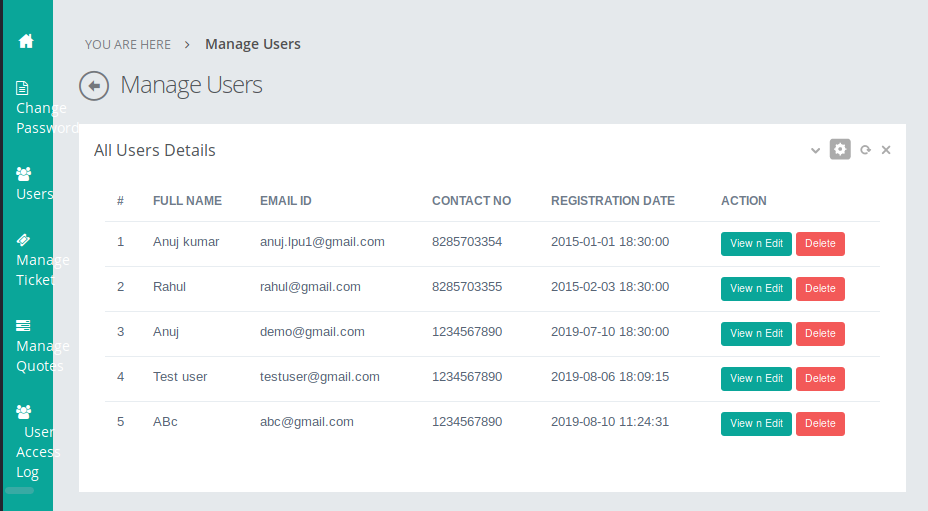 YOU ARE HERE > Manage Users
Manage Users
Change
Password
Users
Manage
Ticket
Manage
Quotes
User
Access
Log
All Users Details
# FULL NAME EMAIL ID CONTACT NO REGISTRATION DATE ACTION
1 Anuj kumar anuj.lpu1@gmail.com 8285703354 2015-01-01 18:30:00 View n Edit Delete
2 Rahul rahul@gmail.com 8285703355 2015-02-03 18:30:00 View n Edit Delete
3 Anuj demo@gmail.com 1234567890 2019-07-10 18:30:00 View n Edit Delete
4 Test user testuser@gmail.com 1234567890 2019-08-06 18:09:15 View n Edit Delete
5 ABc abc@gmail.com 1234567890 2019-08-10 11:24:31 View n Edit Delete